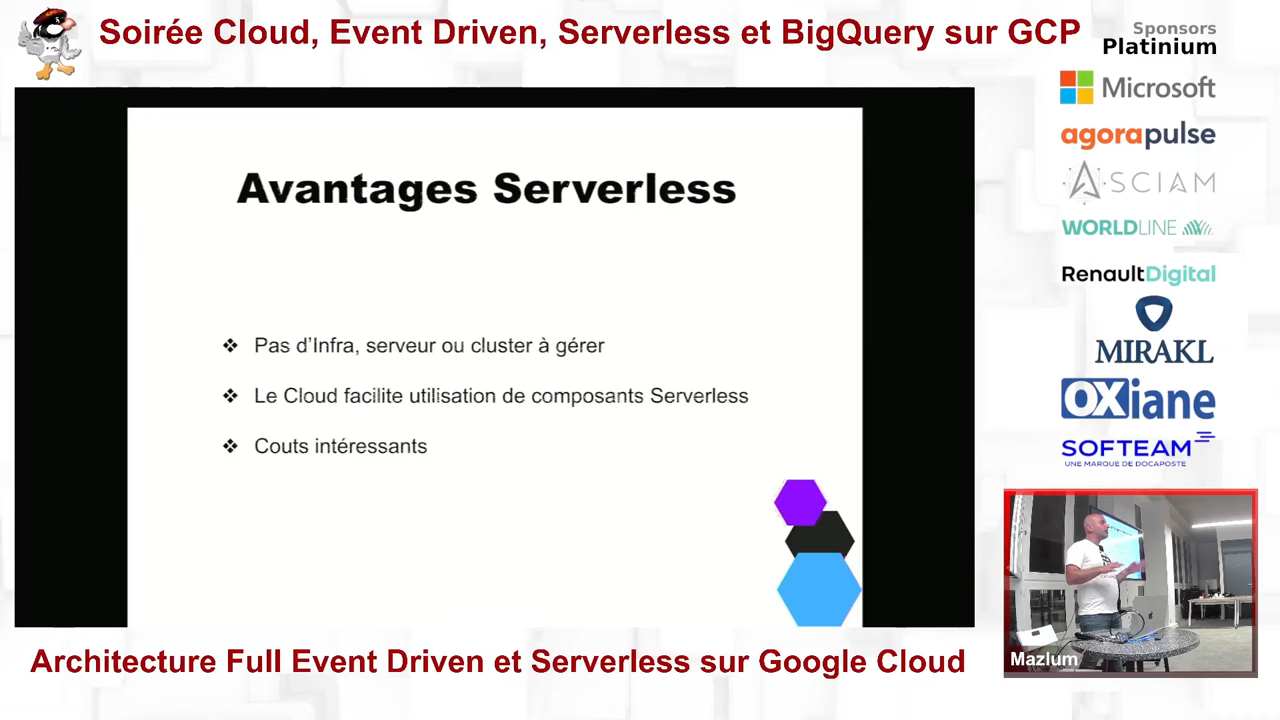 Soirée Cloud, Event Driven, Serverless et BigQuery sur GCP
Sponsors
Platinium
Microsoft
agorapulse
ASCIAM
WORLDLINE
RenaultDigital
MIRAKL
OXiane
SOFTEAM
UNE MARQUE DE DOCAPOSTE
Avantages Serverless
Pas d'Infra, serveur ou cluster à gérer
Le Cloud facilite utilisation de composants Serverless
Couts intéressants
Mazlum
Architecture Full Event Driven et Serverless sur Google Cloud